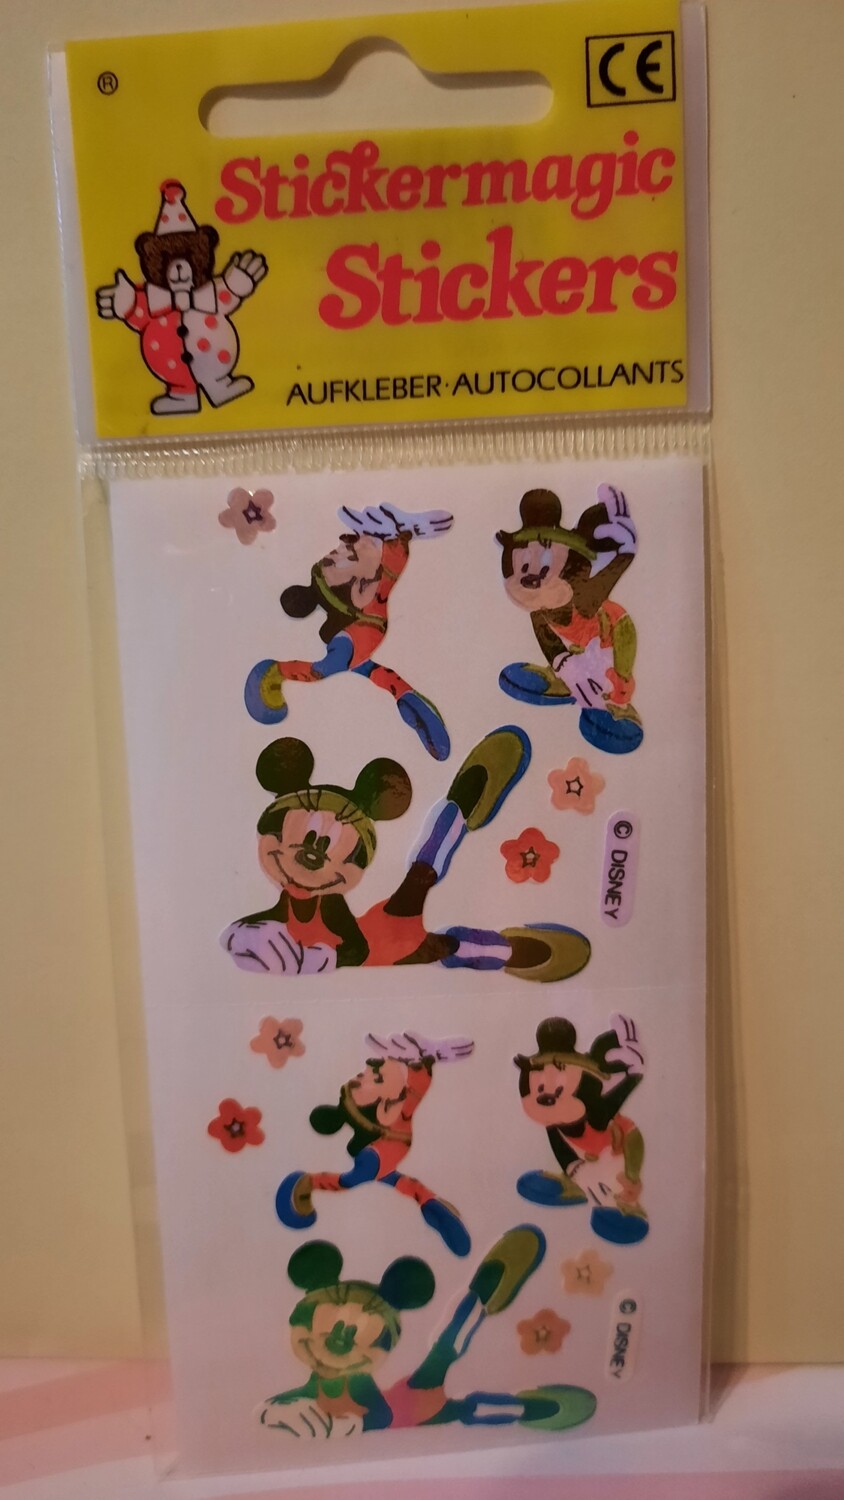 ®
CE
Stickermagic
Stickers
AUFKLEBER·AUTOCOLLANTS
© DISNEY
© DISNEY